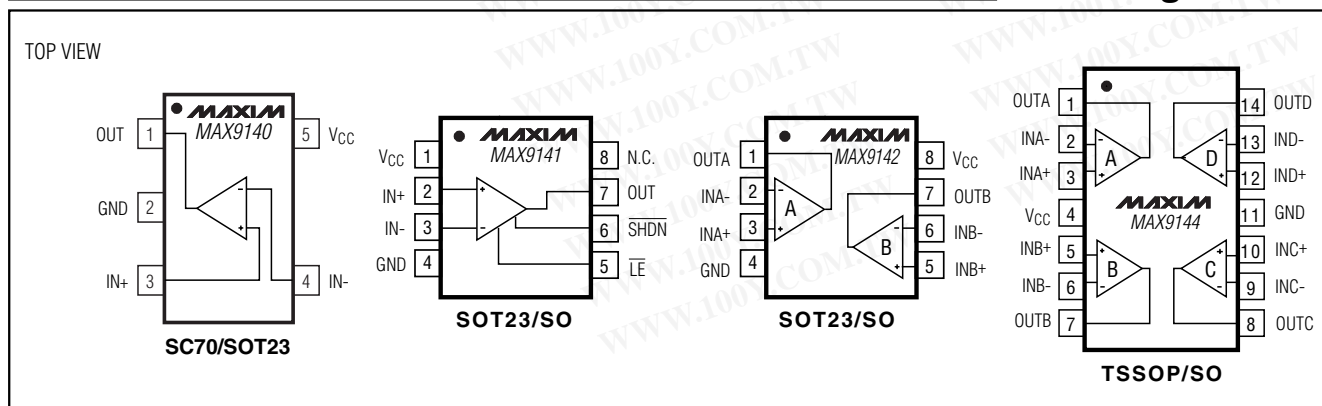 TOP VIEW
MAXIM
MAX9140
OUT 1
5 VCC
GND 2
IN+ 3
4 IN-
SC70/SOT23
MAXIM
MAX9141
VCC 1
8 N.C.
IN+ 2
7 OUT
IN- 3
6 SHDN
GND 4
5 LE
+
-
SOT23/SO
MAXIM
MAX9142
OUTA 1
8 VCC
INA- 2
7 OUTB
INA+ 3
6 INB-
GND 4
5 INB+
A
B
SOT23/SO
OUTA 1
14 OUTD
INA- 2
13 IND-
INA+ 3
12 IND+
A
D
MAXIM
MAX9144
VCC 4
11 GND
INB+ 5
10 INC+
INB- 6
9 INC-
OUTB 7
8 OUTC
B
C
TSSOP/SO
WWW.100Y.COM.TW